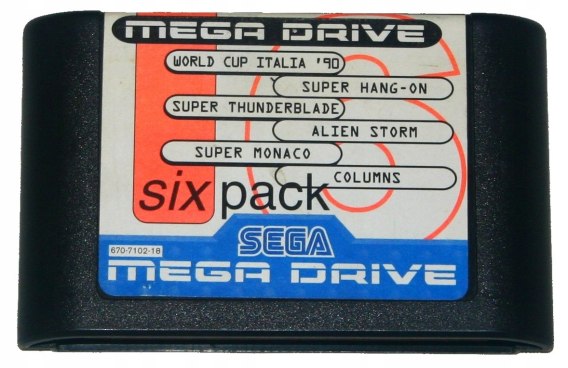 MEGA DRIVE
WORLD CUP ITALIA '90
SUPER HANG-ON
SUPER THUNDERBLADE
ALIEN STORM
SUPER MONACO
COLUMNS
six pack
6
SEGA
670-7102-18
MEGA DRIVE